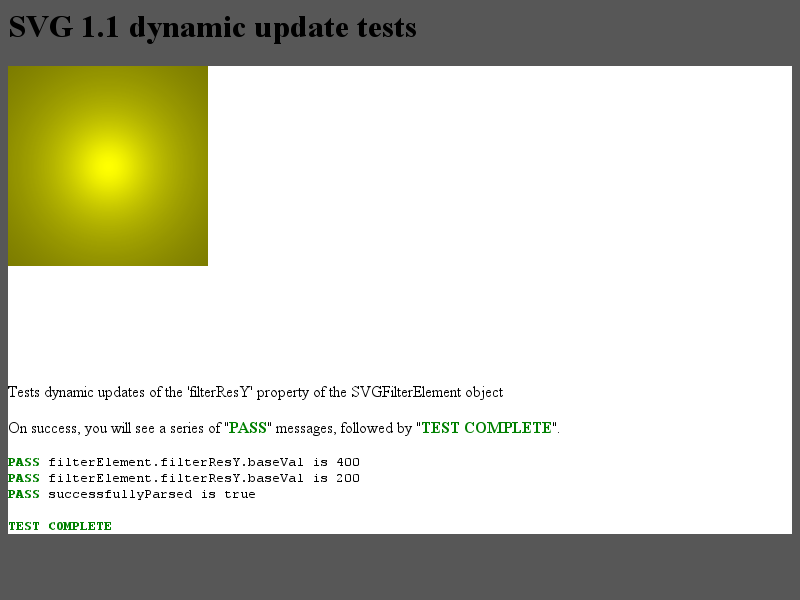 SVG 1.1 dynamic update tests
Tests dynamic updates of the 'filterResY' property of the SVGFilterElement object
On success, you will see a series of "PASS" messages, followed by "TEST COMPLETE".
PASS filterElement.filterResY.baseVal is 400
PASS filterElement.filterResY.baseVal is 200
PASS successfullyParsed is true
TEST COMPLETE